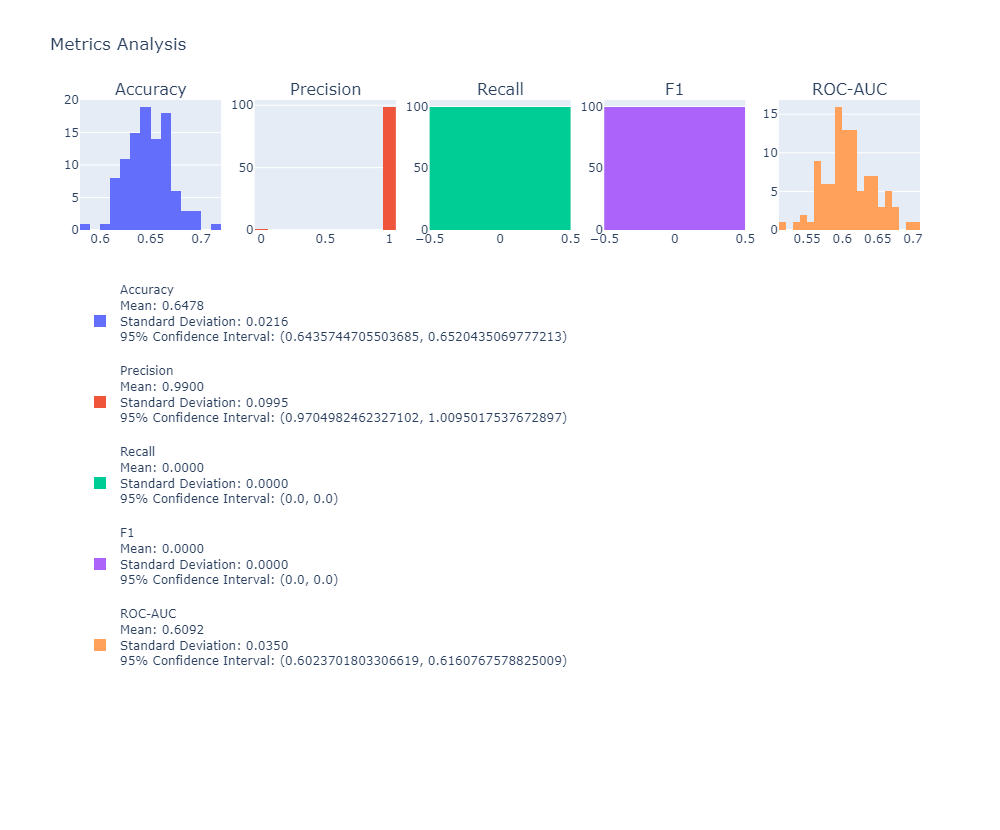 Metrics Analysis
Accuracy
Precision
Recall
F1
ROC-AUC
20
15
10
5
0
0.6
0.65
0.7
100
50
0
0
0.5
1
100
50
0
−0.5
0
0.5
100
50
0
−0.5
0
0.5
15
10
5
0
0.55
0.6
0.65
0.7
Accuracy
Mean: 0.6478
Standard Deviation: 0.0216
95% Confidence Interval: (0.6435744705503685, 0.6520435069777213)
Precision
Mean: 0.9900
Standard Deviation: 0.0995
95% Confidence Interval: (0.9704982462327102, 1.0095017537672897)
Recall
Mean: 0.0000
Standard Deviation: 0.0000
95% Confidence Interval: (0.0, 0.0)
F1
Mean: 0.0000
Standard Deviation: 0.0000
95% Confidence Interval: (0.0, 0.0)
ROC-AUC
Mean: 0.6092
Standard Deviation: 0.0350
95% Confidence Interval: (0.6023701803306619, 0.6160767578825009)